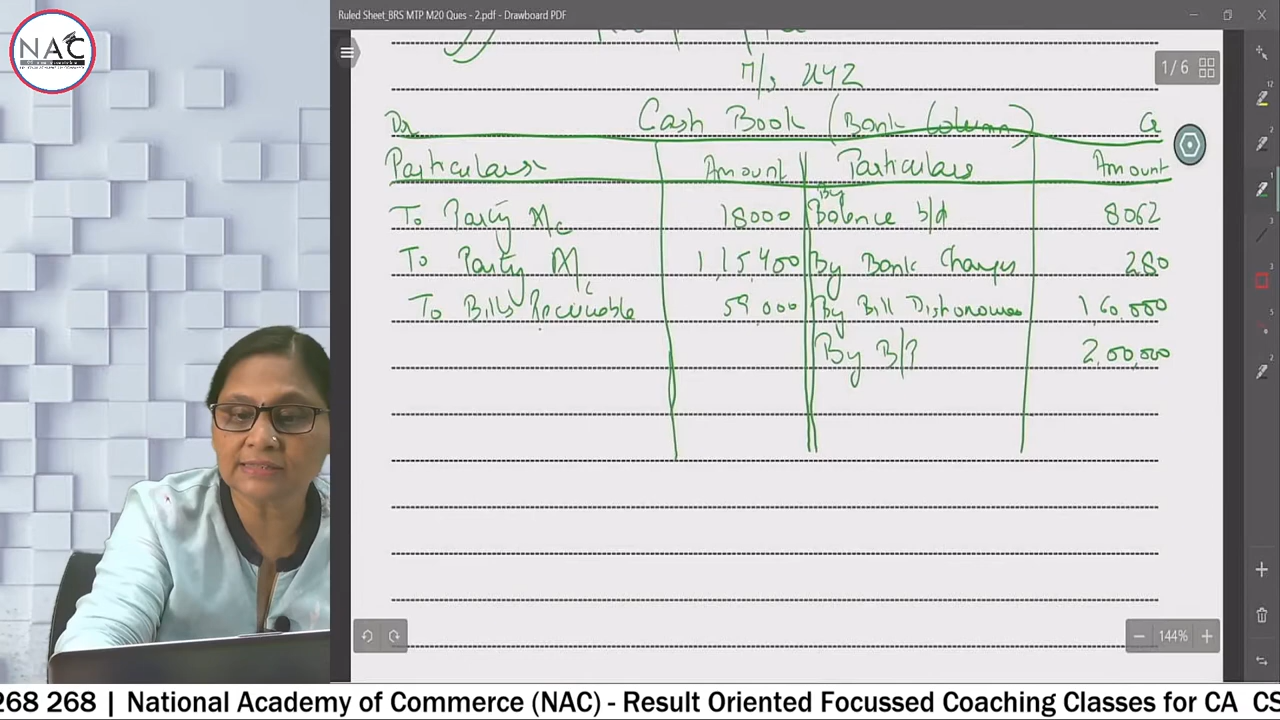 Ruled Sheet_BRS MTP M20 Ques - 2.pdf - Drawboard PDF
NAC
1/6
M/s XYZ
Dr Cash Book (Bank Column) Cr
Particulars Amount Particulars Amount
To Party A/c 18000 By Balance b/d 8062
To Party A/c 1,15,400 By Bank Charges 280
To Bills Receivable 59,000 By Bill Dishonoured 1,60,000
By B/P 2,00,000
144%
268 268 | National Academy of Commerce (NAC) - Result Oriented Focussed Coaching Classes for CA CS